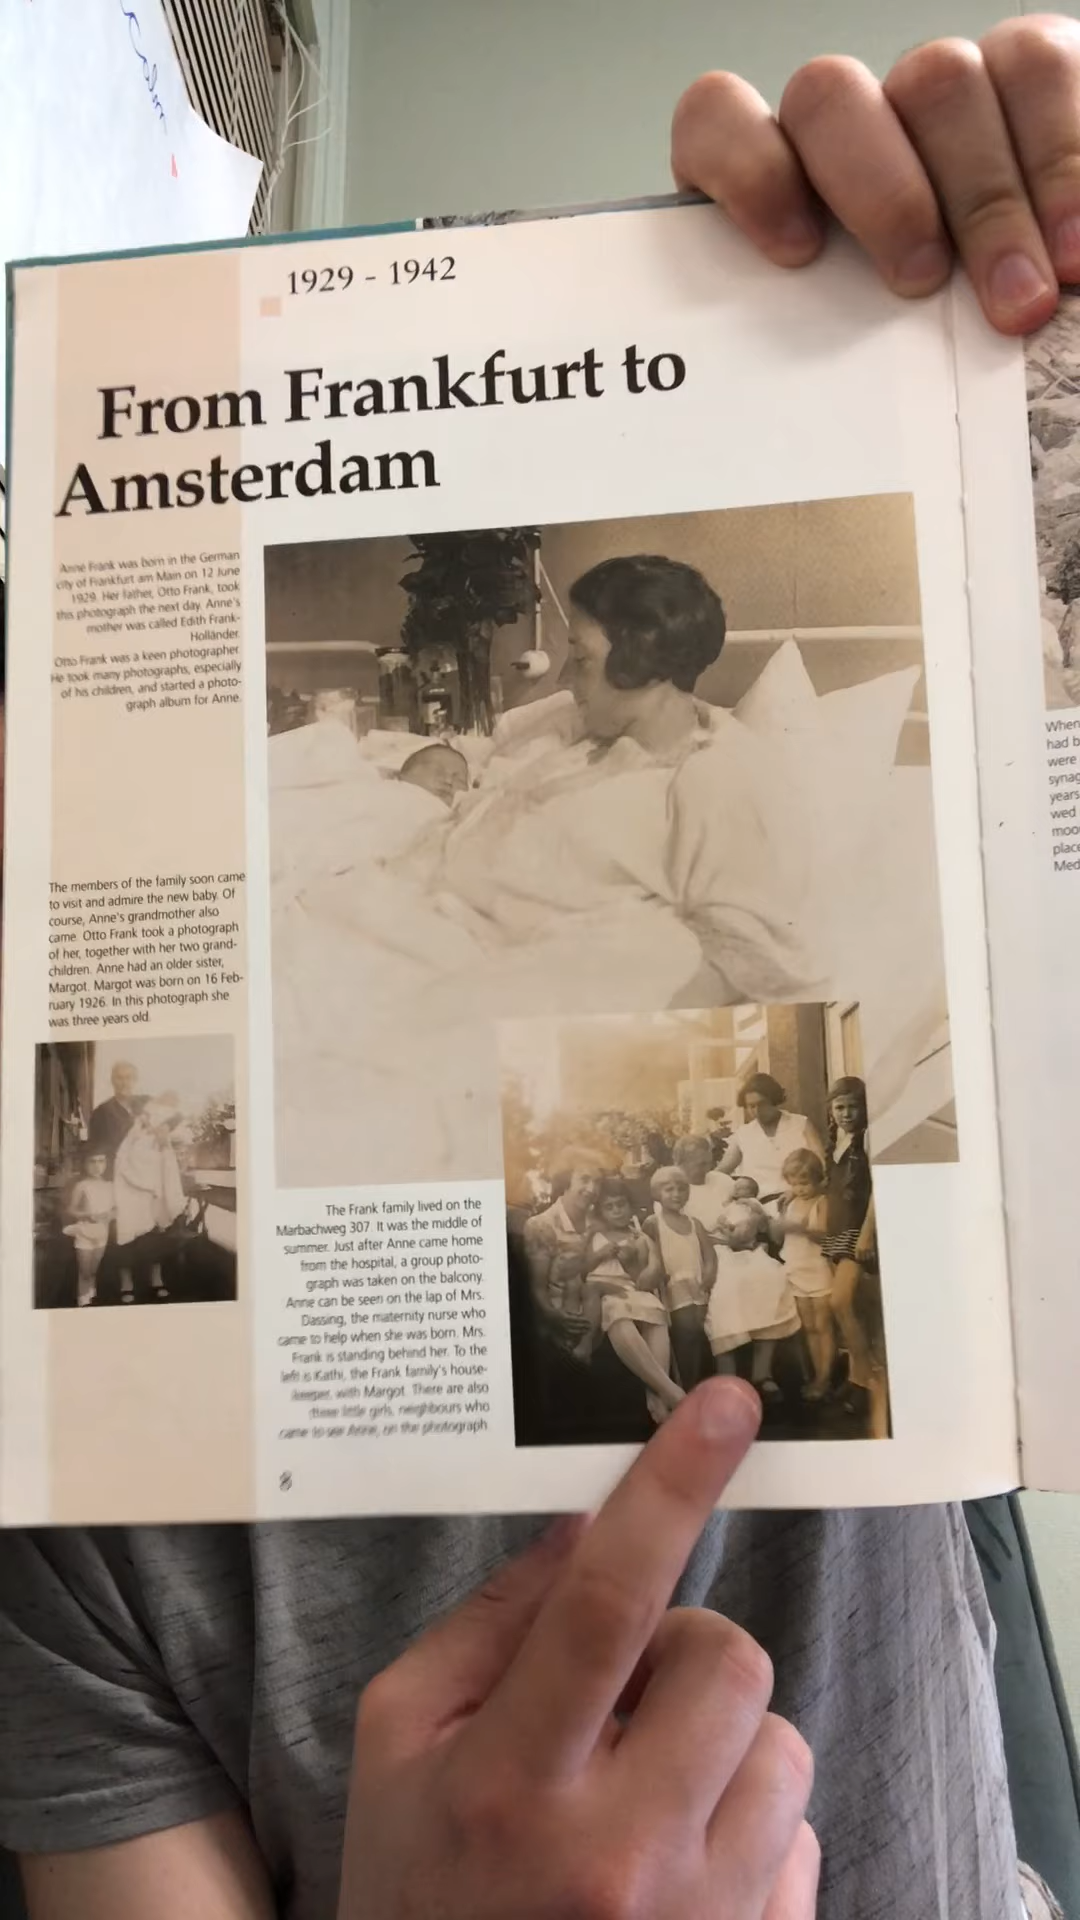 1929 - 1942
From Frankfurt to
Amsterdam
Anne Frank was born in the German
city of Frankfurt am Main on 12 June
1929. Her father, Otto Frank, took
this photograph the next day. Anne's
mother was called Edith Frank-
Holländer.
Otto Frank was a keen photographer.
He took many photographs, especially
of his children, and started a photo-
graph album for Anne.
The members of the family soon came
to visit and admire the new baby. Of
course, Anne's grandmother also
came. Otto Frank took a photograph
of her, together with her two grand-
children. Anne had an older sister,
Margot. Margot was born on 16 Feb-
ruary 1926. In this photograph she
was three years old.
The Frank family lived on the
Marbachweg 307. It was the middle of
summer. Just after Anne came home
from the hospital, a group photo-
graph was taken on the balcony.
Anne can be seen on the lap of Mrs.
Dassing, the maternity nurse who
came to help when she was born. Mrs.
Frank is standing behind her. To the
left is Kathi, the Frank family's house-
keeper, with Margot. There are also
three little girls, neighbours who
came to see Anne, on the photograph
8
When
had b
were
synag
years
wed
moo
place
Med